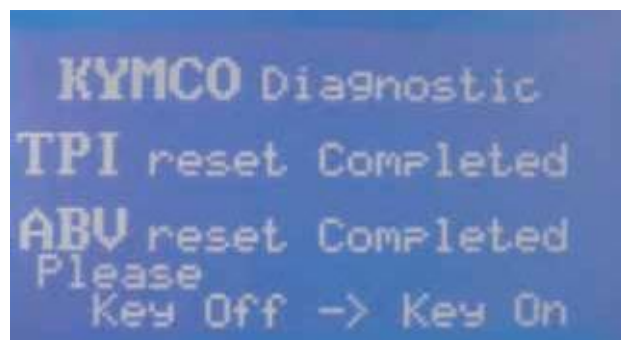 KYMCO Diagnostic
TPI reset Completed
ABV reset Completed
Please
Key Off -> Key On